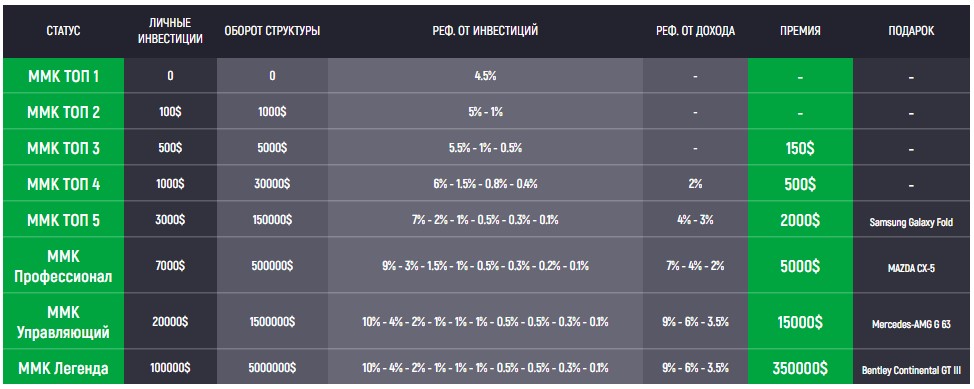 СТАТУС ЛИЧНЫЕ ИНВЕСТИЦИИ ОБОРОТ СТРУКТУРЫ РЕФ. ОТ ИНВЕСТИЦИЙ РЕФ. ОТ ДОХОДА ПРЕМИЯ ПОДАРОК
ММК ТОП 1 0 0 4.5% - - -
ММК ТОП 2 100$ 1000$ 5% - 1% - - -
ММК ТОП 3 500$ 5000$ 5.5% - 1% - 0.5% - 150$ -
ММК ТОП 4 1000$ 30000$ 6% - 1.5% - 0.8% - 0.4% 2% 500$ -
ММК ТОП 5 3000$ 150000$ 7% - 2% - 1% - 0.5% - 0.3% - 0.1% 4% - 3% 2000$ Samsung Galaxy Fold
ММК Профессионал 7000$ 500000$ 9% - 3% - 1.5% - 1% - 0.5% - 0.3% - 0.2% - 0.1% 7% - 4% - 2% 5000$ MAZDA CX-5
ММК Управляющий 20000$ 1500000$ 10% - 4% - 2% - 1% - 1% - 1% - 0.5% - 0.5% - 0.3% - 0.1% 9% - 6% - 3.5% 15000$ Mercedes-AMG G 63
ММК Легенда 100000$ 5000000$ 10% - 4% - 2% - 1% - 1% - 1% - 0.5% - 0.5% - 0.3% - 0.1% 9% - 6% - 3.5% 350000$ Bentley Continental GT III